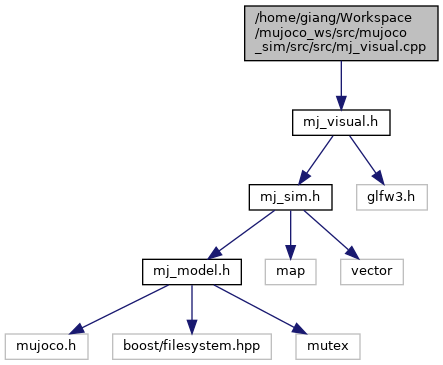 /home/giang/Workspace
/mujoco_ws/src/mujoco
_sim/src/src/mj_visual.cpp
mj_visual.h
mj_sim.h
glfw3.h
mj_model.h
map
vector
mujoco.h
boost/filesystem.hpp
mutex